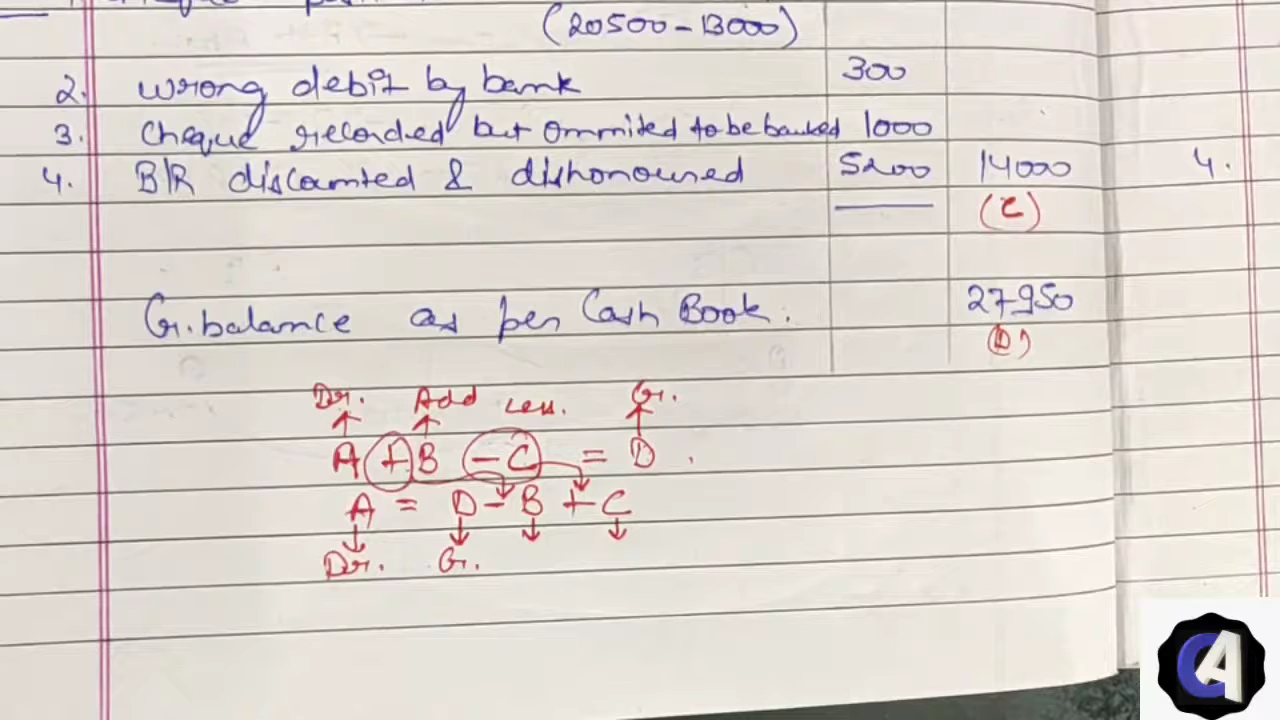 (20500-13000)
2. wrong debit by bank 300
3. Cheque recorded but ommited to be banked 1000
4. B/R discounted & dishonoured 5200 14000 4.
(C)
Cr. balance as per Cash Book. 27950
(D)
Dr. Add Less. Cr.
A + B - C = D .
A = D - B + C
Dr. Cr.
CA